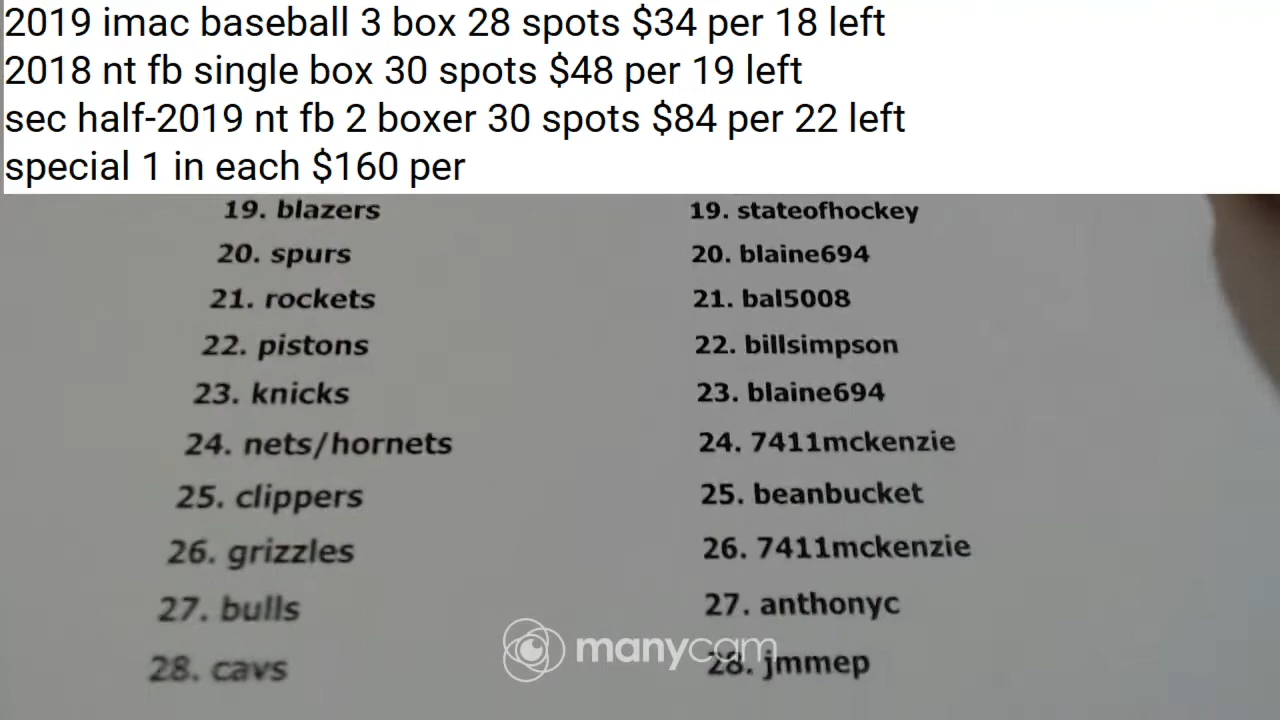 2019 imac baseball 3 box 28 spots $34 per 18 left
2018 nt fb single box 30 spots $48 per 19 left
sec half-2019 nt fb 2 boxer 30 spots $84 per 22 left
special 1 in each $160 per
19. blazers 19. stateofhockey
20. spurs 20. blaine694
21. rockets 21. bal5008
22. pistons 22. billsimpson
23. knicks 23. blaine694
24. nets/hornets 24. 7411mckenzie
25. clippers 25. beanbucket
26. grizzles 26. 7411mckenzie
27. bulls 27. anthonyc
28. cavs 28. jmmep
manycam